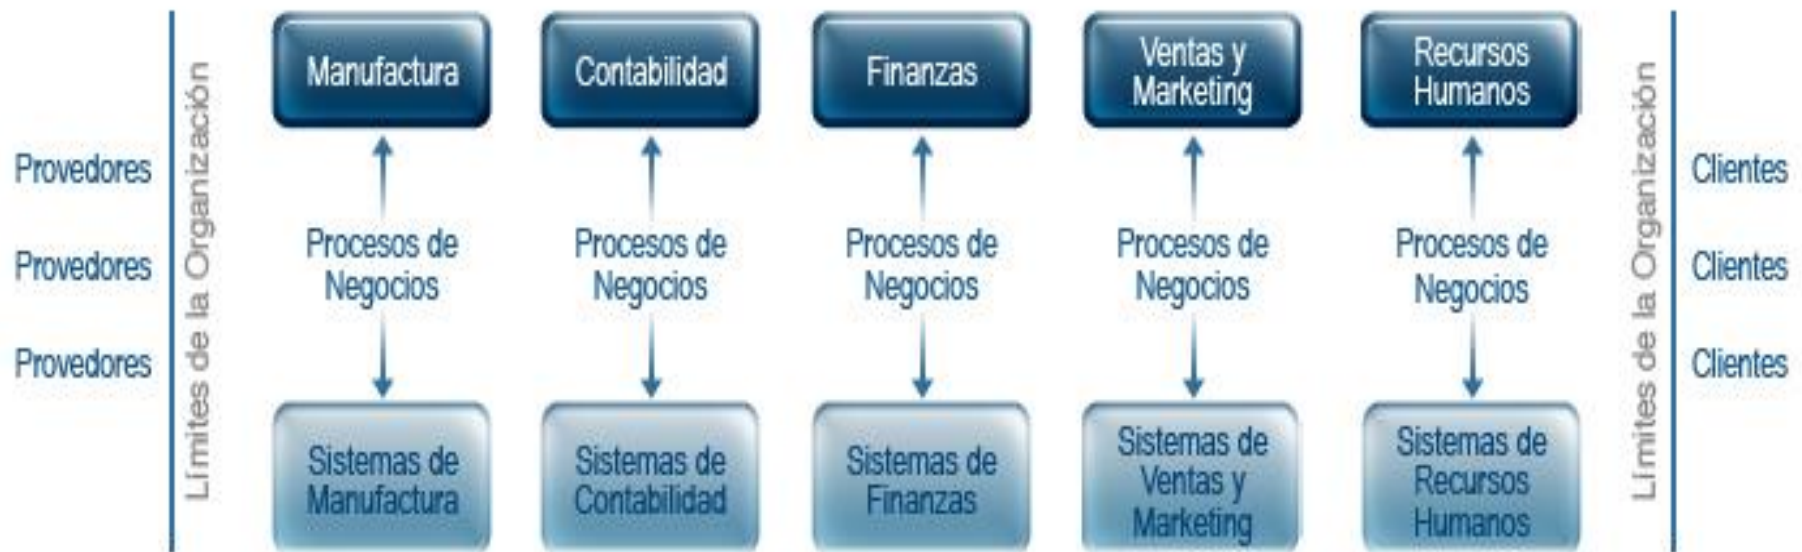 Provedores
Provedores
Provedores
Límites de la Organización
Manufactura
Procesos de
Negocios
Sistemas de
Manufactura
Contabilidad
Procesos de
Negocios
Sistemas de
Contabilidad
Finanzas
Procesos de
Negocios
Sistemas de
Finanzas
Ventas y
Marketing
Procesos de
Negocios
Sistemas de
Ventas y
Marketing
Recursos
Humanos
Procesos de
Negocios
Sistemas de
Recursos
Humanos
Límites de la Organización
Clientes
Clientes
Clientes